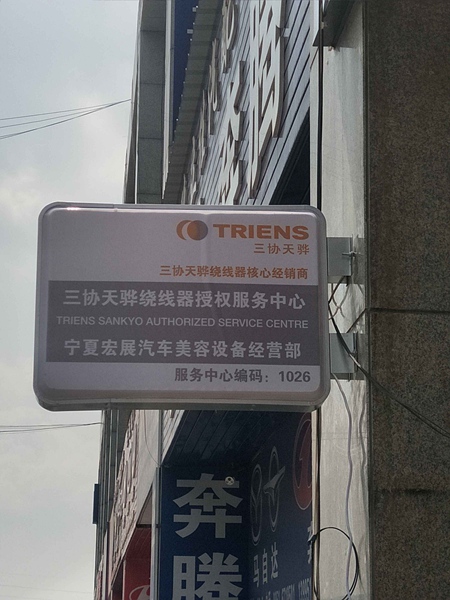 TRIENS
三协天骅
三协天骅绕线器核心经销商
三协天骅绕线器授权服务中心
TRIENS SANKYO AUTHORIZED SERVICE CENTRE
宁夏宏展汽车美容设备经营部
服务中心编码：1026
奔腾
马自达